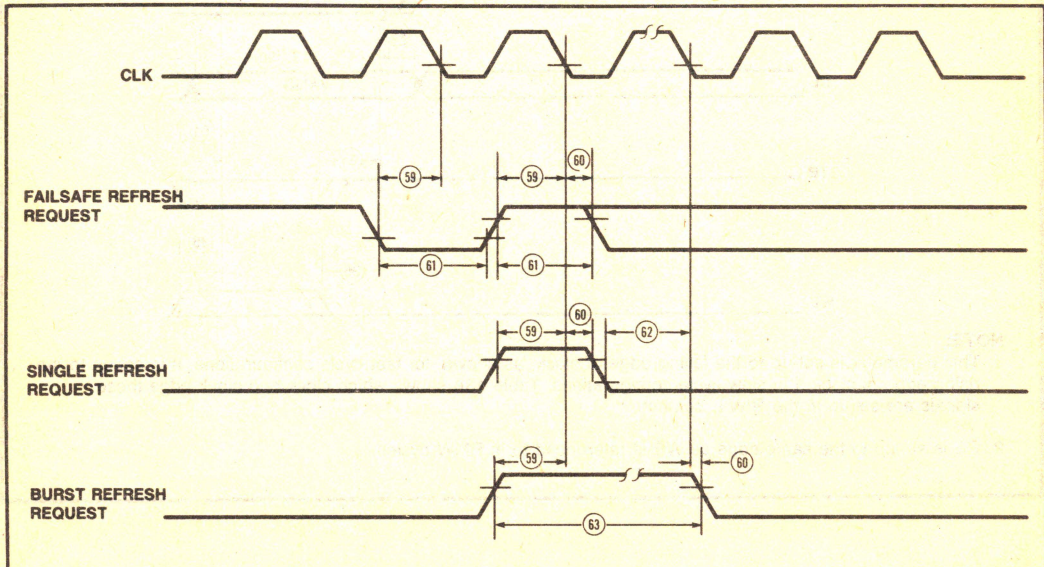 CLK
59
59
60
FAILSAFE REFRESH
REQUEST
61
61
60
59
62
SINGLE REFRESH
REQUEST
59
60
BURST REFRESH
REQUEST
63